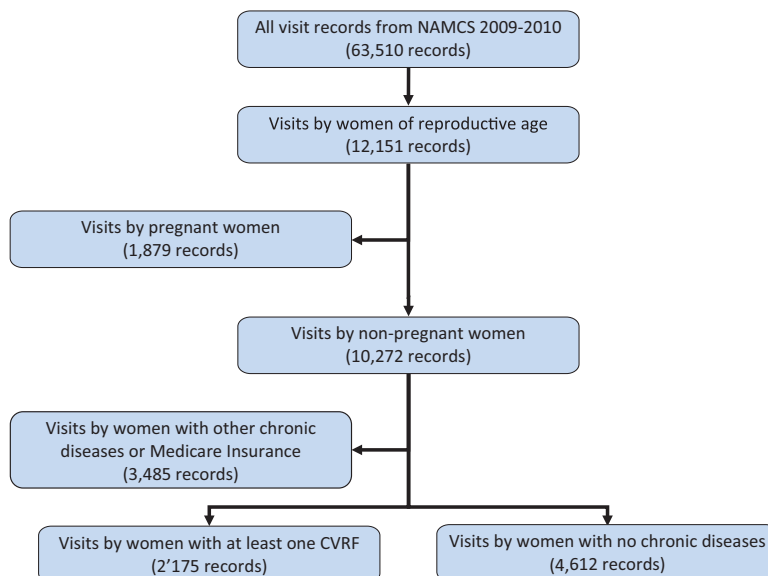 All visit records from NAMCS 2009-2010
(63,510 records)
Visits by women of reproductive age
(12,151 records)
Visits by pregnant women
(1,879 records)
Visits by non-pregnant women
(10,272 records)
Visits by women with other chronic
diseases or Medicare Insurance
(3,485 records)
Visits by women with at least one CVRF
(2'175 records)
Visits by women with no chronic diseases
(4,612 records)